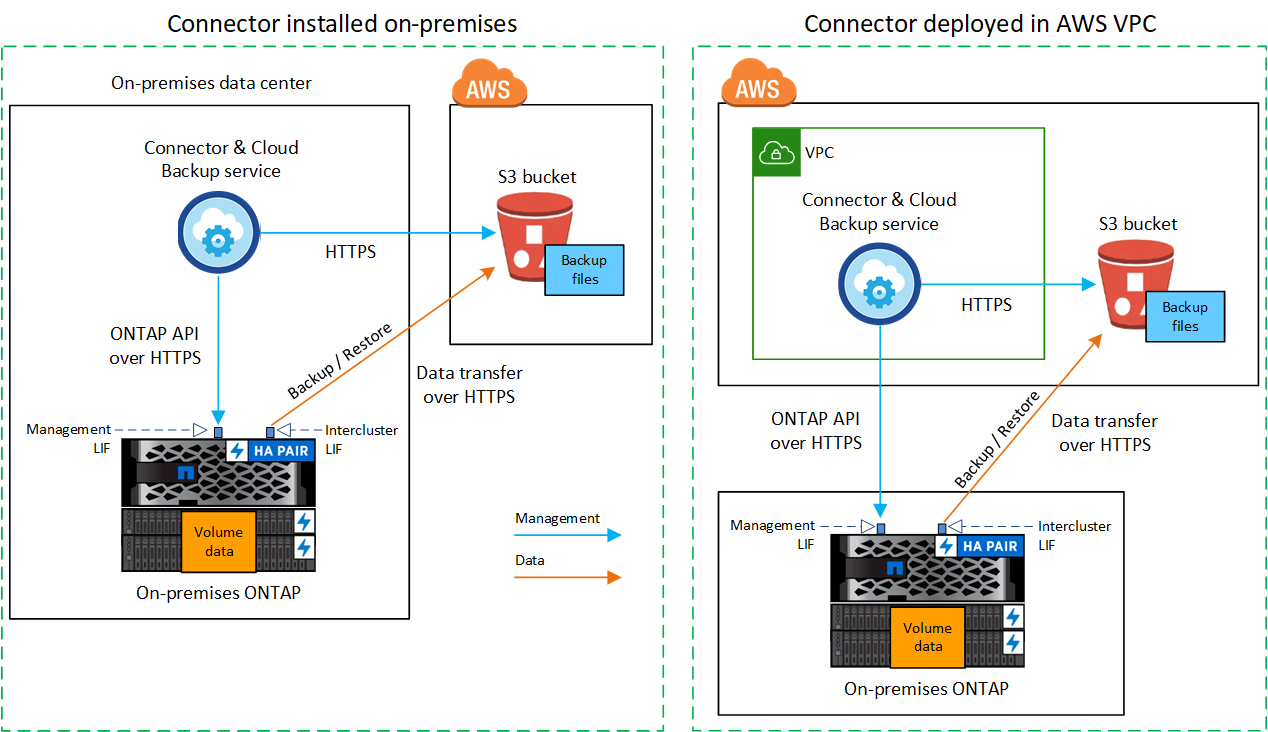 Connector installed on-premises
On-premises data center
AWS
Connector & Cloud
Backup service
S3 bucket
HTTPS
Backup
files
ONTAP API
over HTTPS
Backup / Restore
Data transfer
over HTTPS
Management
LIF
Intercluster
LIF
HA PAIR
Volume
data
On-premises ONTAP
Management
Data
Connector deployed in AWS VPC
AWS
VPC
Connector & Cloud
Backup service
S3 bucket
HTTPS
Backup
files
ONTAP API
over HTTPS
Backup / Restore
Data transfer
over HTTPS
Management
LIF
Intercluster
LIF
HA PAIR
Volume
data
On-premises ONTAP